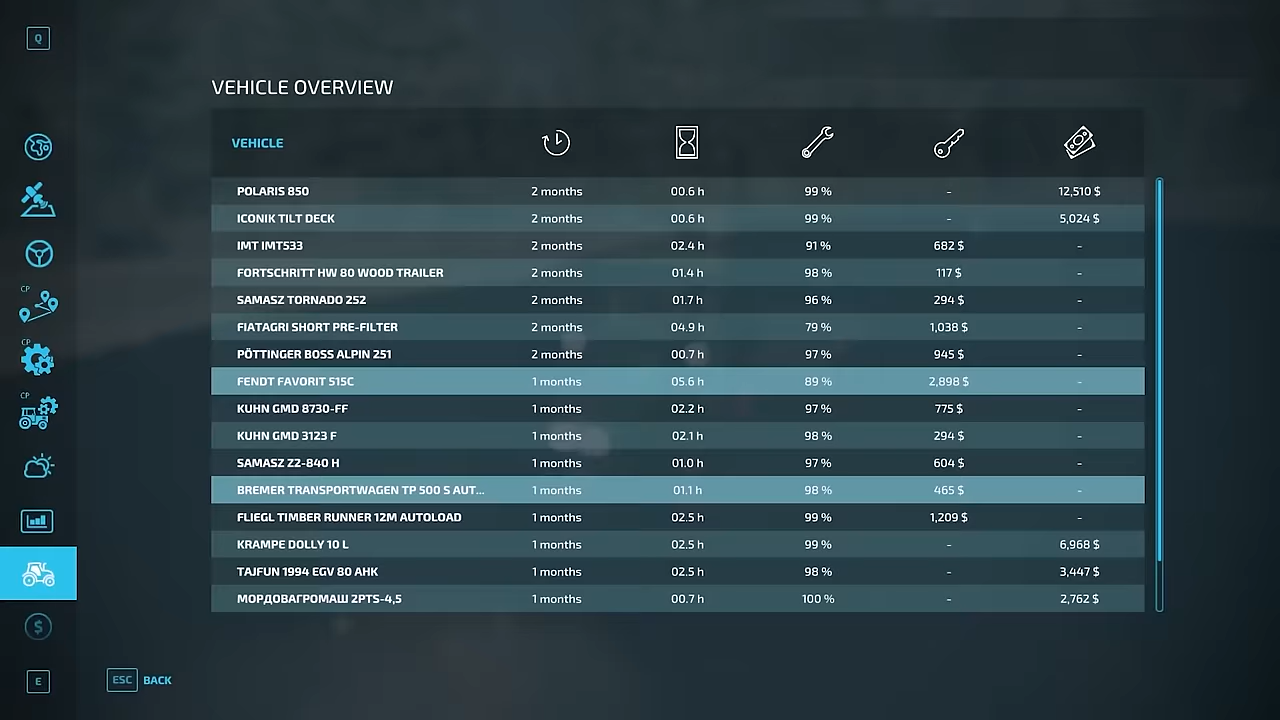 Q
VEHICLE OVERVIEW
VEHICLE
POLARIS 850 2 months 00.6 h 99 % - 12,510 $
ICONIK TILT DECK 2 months 00.6 h 99 % - 5,024 $
IMT IMT533 2 months 02.4 h 91 % 682 $ -
FORTSCHRITT HW 80 WOOD TRAILER 2 months 01.4 h 98 % 117 $ -
SAMASZ TORNADO 252 2 months 01.7 h 96 % 294 $ -
FIATAGRI SHORT PRE-FILTER 2 months 04.9 h 79 % 1,038 $ -
PÖTTINGER BOSS ALPIN 251 2 months 00.7 h 97 % 945 $ -
FENDT FAVORIT 515C 1 months 05.6 h 89 % 2,898 $ -
KUHN GMD 8730-FF 1 months 02.2 h 97 % 775 $ -
KUHN GMD 3123 F 1 months 02.1 h 98 % 294 $ -
SAMASZ Z2-840 H 1 months 01.0 h 97 % 604 $ -
BREMER TRANSPORTWAGEN TP 500 S AUT... 1 months 01.1 h 98 % 465 $ -
FLIEGL TIMBER RUNNER 12M AUTOLOAD 1 months 02.5 h 99 % 1,209 $ -
KRAMPE DOLLY 10 L 1 months 02.5 h 99 % - 6,968 $
TAJFUN 1994 EGV 80 AHK 1 months 02.5 h 98 % - 3,447 $
МОРДОВАГРОМАШ 2PTS-4,5 1 months 00.7 h 100 % - 2,762 $
CP
CP
CP
$
E
ESC BACK